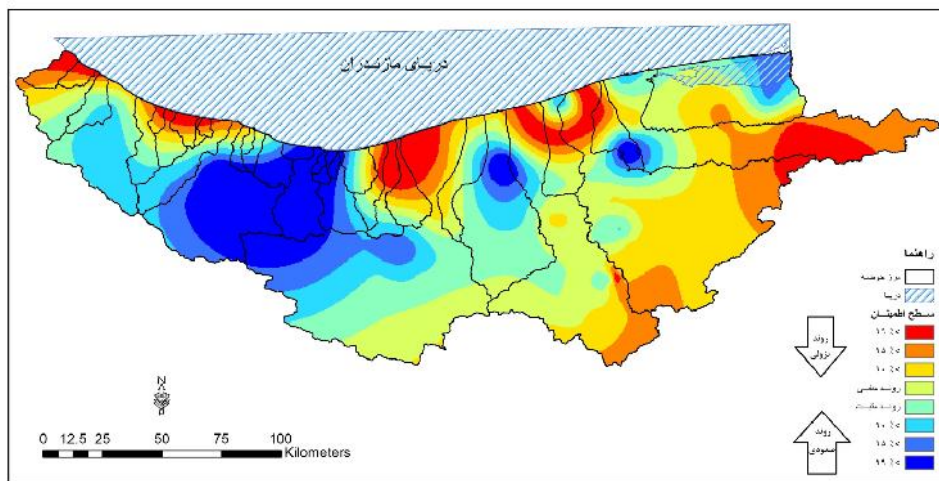 دریای مازندران
راهنما
مرز حوضه
دریا
سطح اطمینان
روند
نزولی
روند منفی
روند مثبت
روند
صعودی
N
0 12.5 25 50 75 100
Kilometers